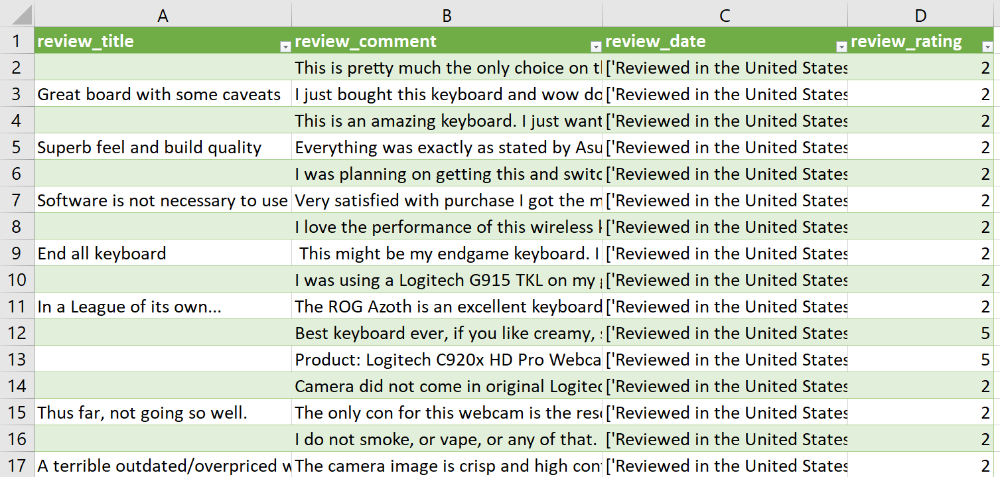 A B C D
1 review_title review_comment review_date review_rating
2 This is pretty much the only choice on ['Reviewed in the United States 2
3 Great board with some caveats I just bought this keyboard and wow ['Reviewed in the United States 2
4 This is an amazing keyboard. I just want ['Reviewed in the United States 2
5 Superb feel and build quality Everything was exactly as stated by ['Reviewed in the United States 2
6 I was planning on getting this and ['Reviewed in the United States 2
7 Software is not necessary to use Very satisfied with purchase I got the ['Reviewed in the United States 2
8 I love the performance of this wireless ['Reviewed in the United States 2
9 End all keyboard This might be my endgame keyboard. I ['Reviewed in the United States 2
10 I was using a Logitech G915 TKL on my ['Reviewed in the United States 2
11 In a League of its own... The ROG Azoth is an excellent keyboard ['Reviewed in the United States 2
12 Best keyboard ever, if you like creamy, ['Reviewed in the United States 5
13 Product: Logitech C920x HD Pro ['Reviewed in the United States 5
14 Camera did not come in original ['Reviewed in the United States 2
15 Thus far, not going so well. The only con for this webcam is the ['Reviewed in the United States 2
16 I do not smoke, or vape, or any of that. ['Reviewed in the United States 2
17 A terrible outdated/overpriced The camera image is crisp and high ['Reviewed in the United States 2